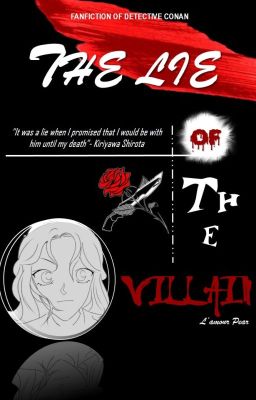 FANFICTION OF DETECTIVE CONAN
THE LIE
"It was a lie when I promised that I would be with
him until my death"- Kiriyawa Shirota
OF
TH
E
VILLAIN
L'amour Pear